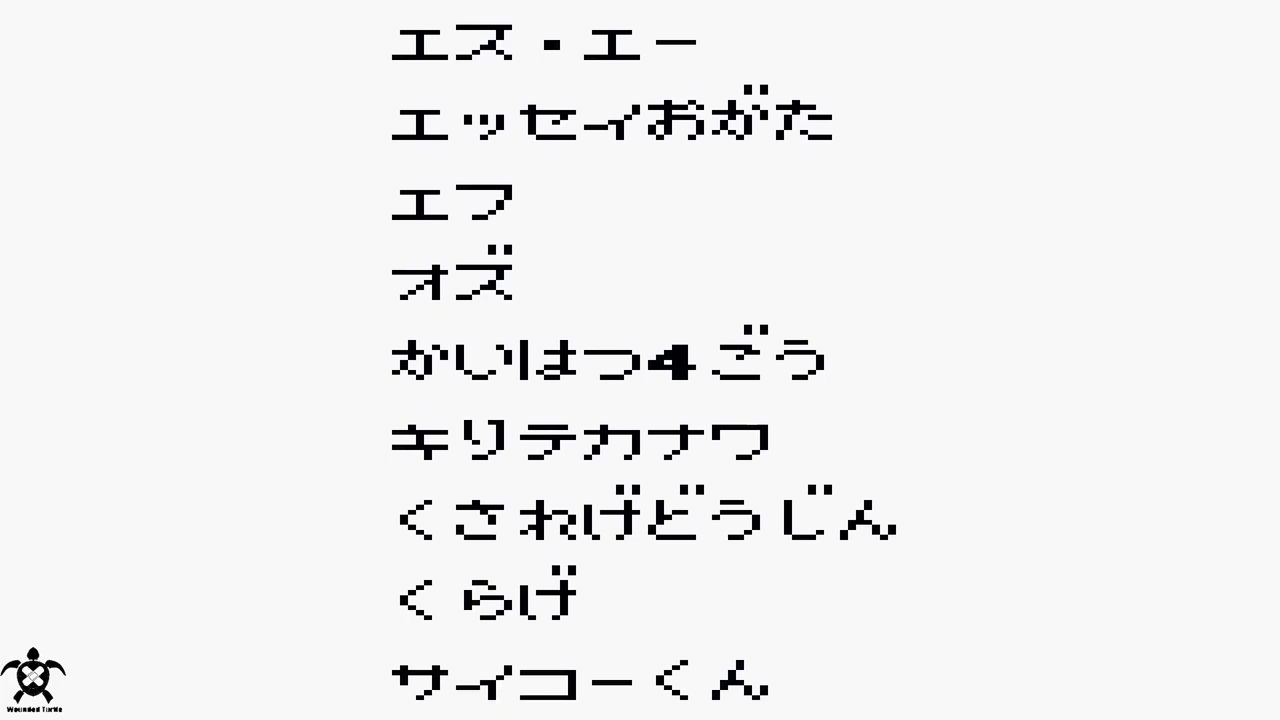 エス・エー
エッセイおがた
エフ
オズ
かいはつ4ごう
キリテカナワ
くされげどうじん
くらげ
サイコーくん
Wounded Turtle